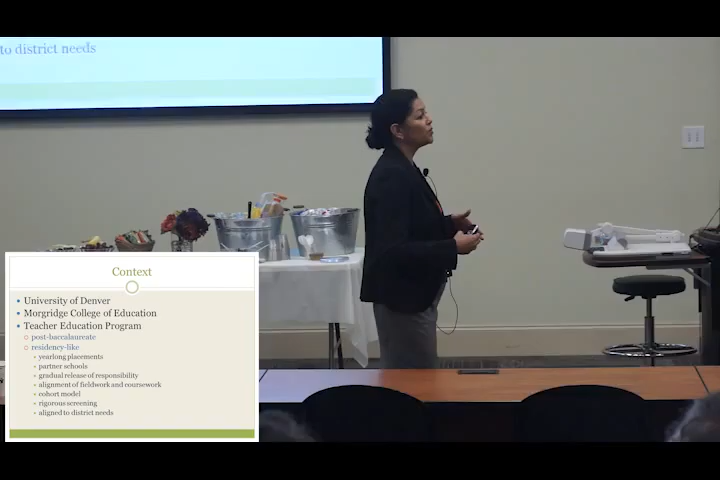 to district needs
Context
University of Denver
Morgridge College of Education
Teacher Education Program
post-baccalaureate
residency-like
yearlong placements
partner schools
gradual release of responsibility
alignment of fieldwork and coursework
cohort model
rigorous screening
aligned to district needs